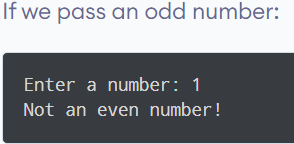 If we pass an odd number:
Enter a number: 1
Not an even number!